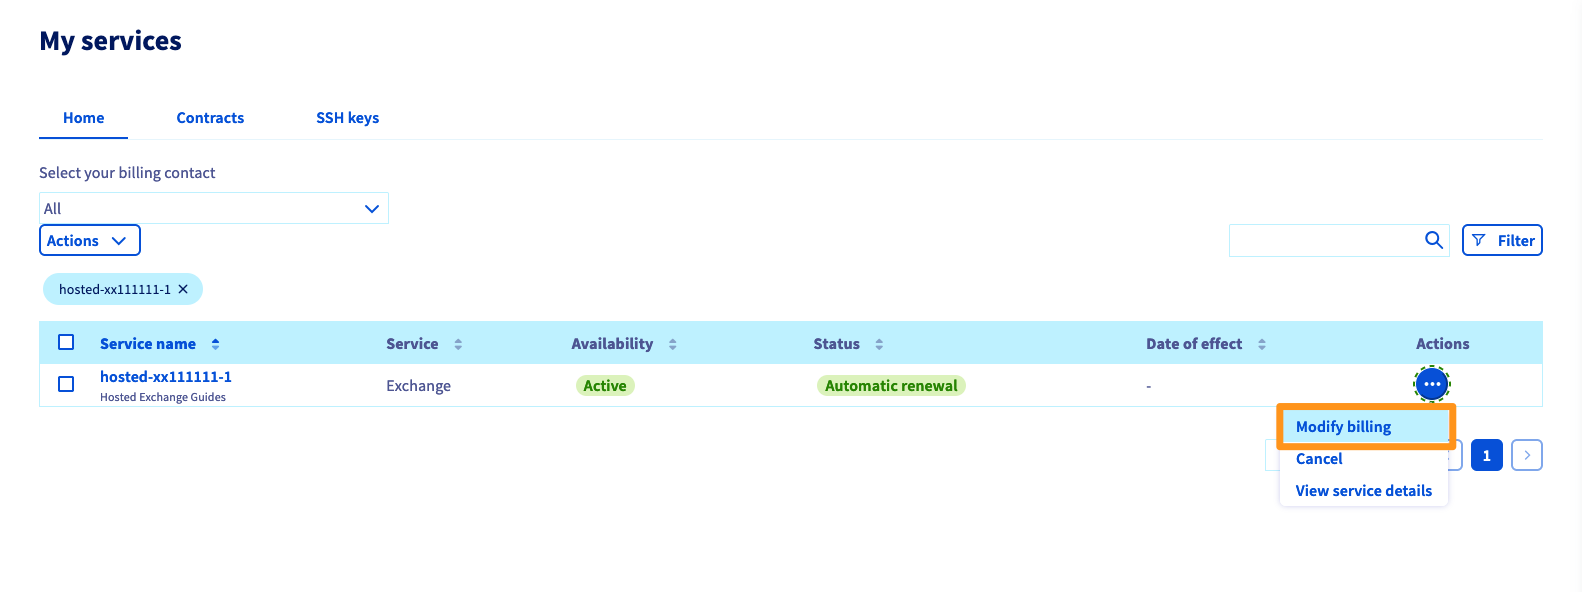 My services
Home Contracts SSH keys
Select your billing contact
All
Actions Filter
hosted-xx111111-1
Service name Service Availability Status Date of effect Actions
hosted-xx111111-1 Exchange Active Automatic renewal -
Hosted Exchange Guides
Modify billing
Cancel 1
View service details